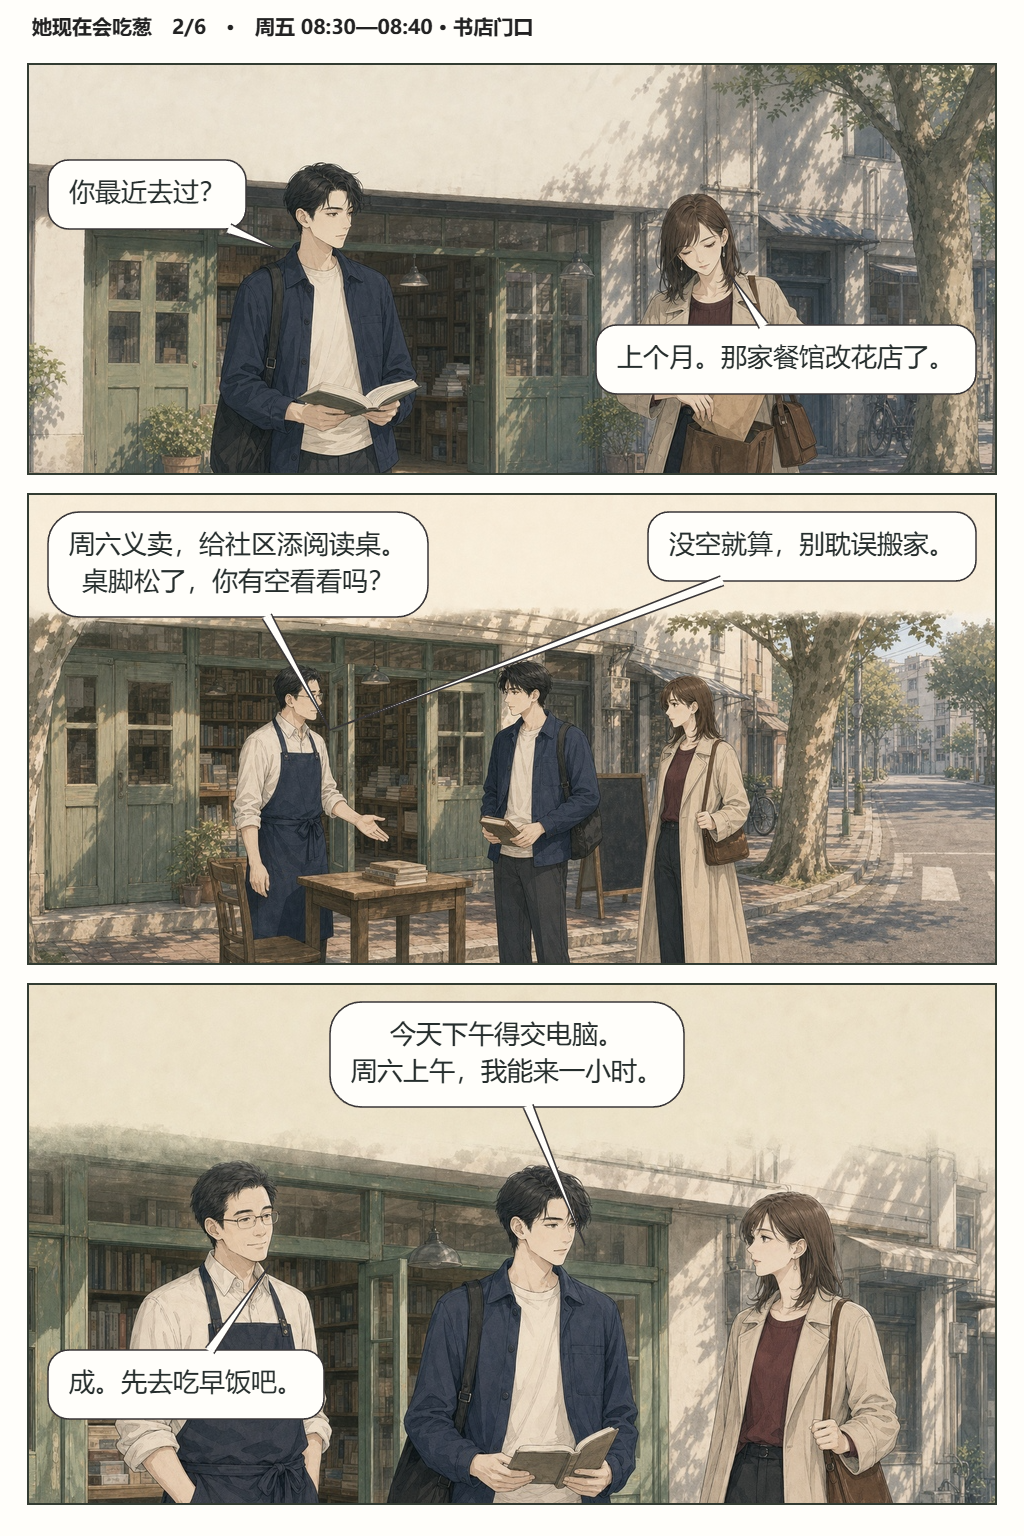 她现在会吃葱 2/6 • 周五 08:30—08:40 • 书店门口
你最近去过？
上个月。那家餐馆改花店了。
周六义卖，给社区添阅读桌。
桌脚松了，你有空看看吗？
没空就算，别耽误搬家。
今天下午得交电脑。
周六上午，我能来一小时。
成。先去吃早饭吧。